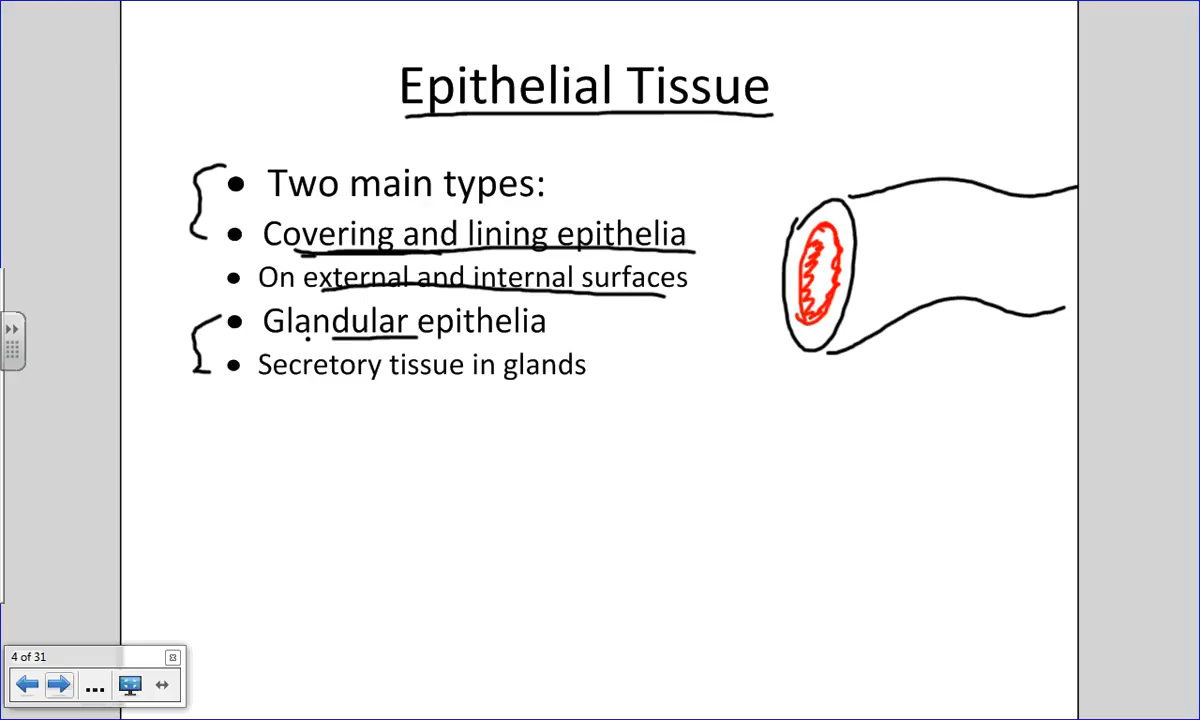 Epithelial Tissue
• Two main types:
• Covering and lining epithelia
• On external and internal surfaces
• Glandular epithelia
• Secretory tissue in glands
4 of 31
...